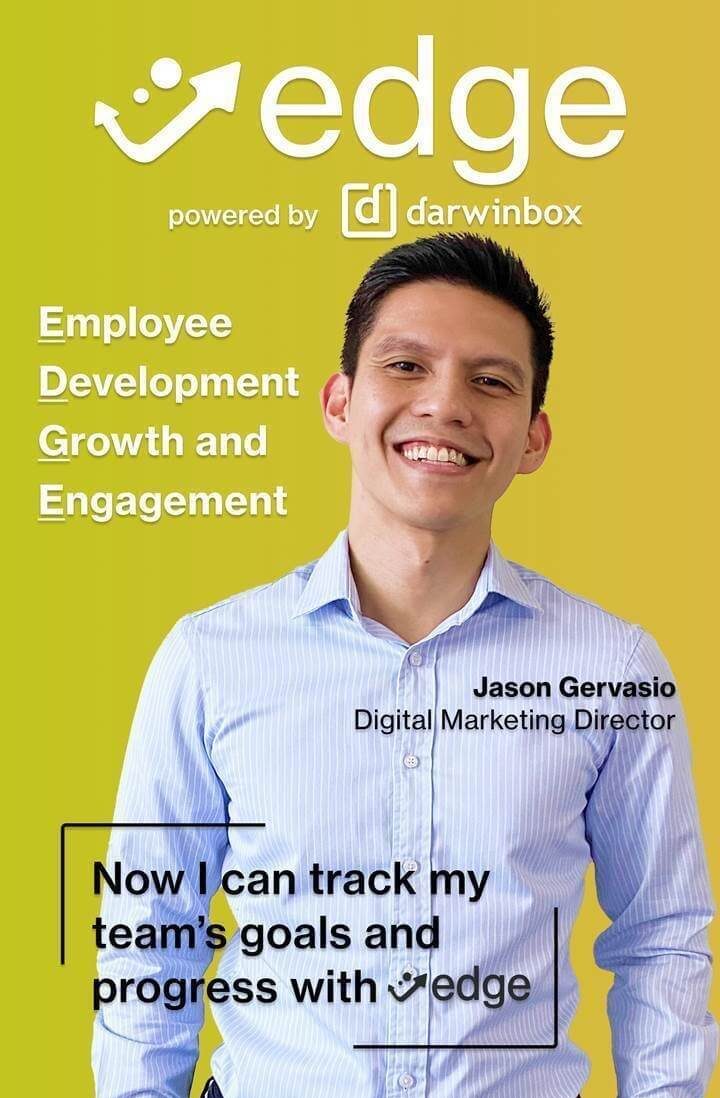 edge
powered by d darwinbox
Employee
Development
Growth and
Engagement
Jason Gervasio
Digital Marketing Director
Now I can track my
team's goals and
progress with edge